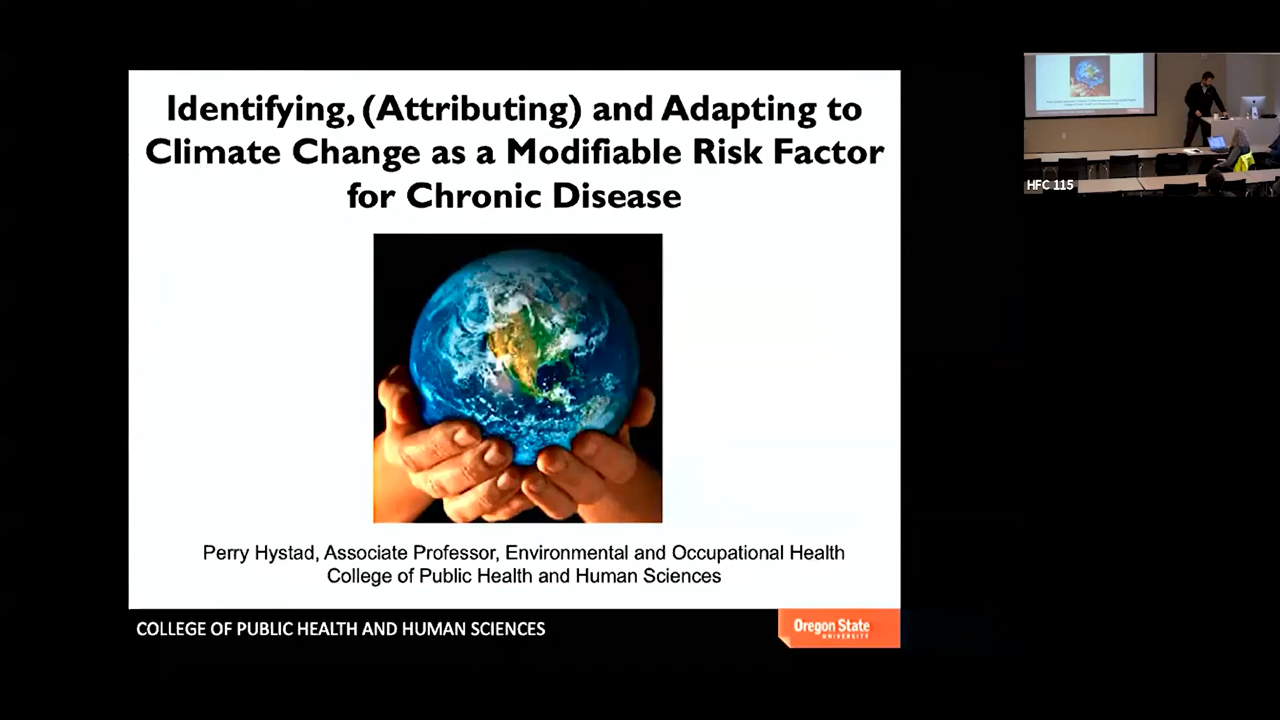 Identifying, (Attributing) and Adapting to
Climate Change as a Modifiable Risk Factor
for Chronic Disease
Perry Hystad, Associate Professor, Environmental and Occupational Health
College of Public Health and Human Sciences
COLLEGE OF PUBLIC HEALTH AND HUMAN SCIENCES
Oregon State
UNIVERSITY
HFC 115